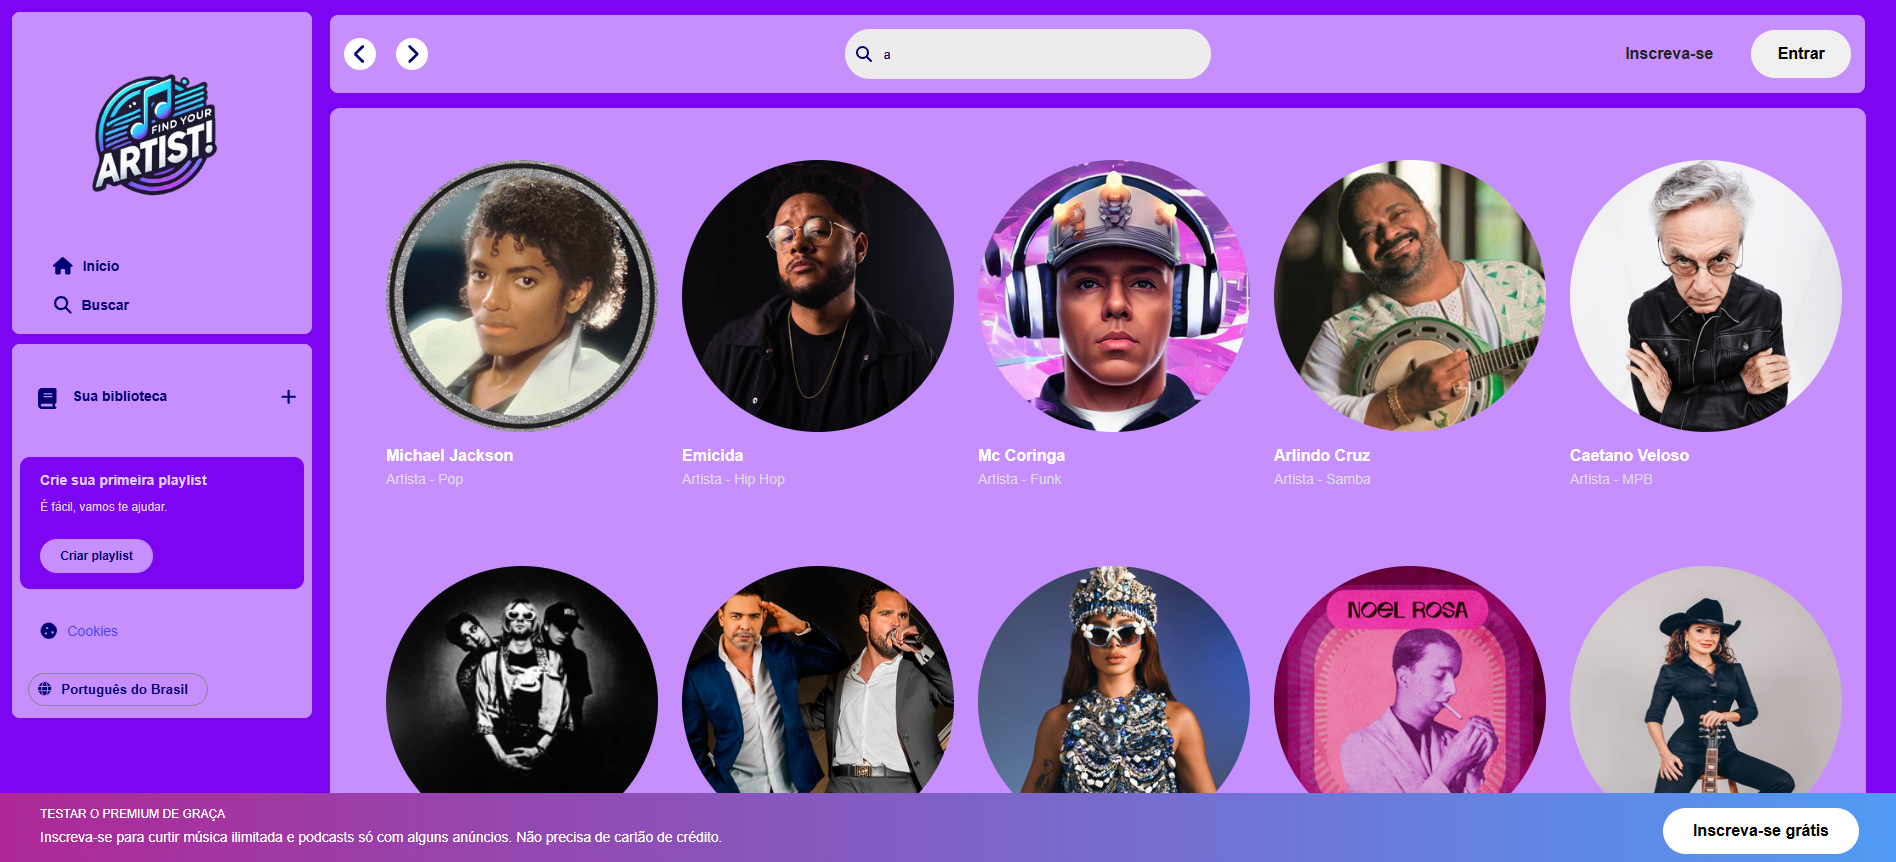 FIND YOUR
ARTIST!
Início
Buscar
Sua biblioteca
Crie sua primeira playlist
É fácil, vamos te ajudar.
Criar playlist
Cookies
Português do Brasil
a
Inscreva-se
Entrar
Michael Jackson
Artista - Pop
Emicida
Artista - Hip Hop
Mc Coringa
Artista - Funk
Arlindo Cruz
Artista - Samba
Caetano Veloso
Artista - MPB
NOEL ROSA
TESTAR O PREMIUM DE GRAÇA
Inscreva-se para curtir música ilimitada e podcasts só com alguns anúncios. Não precisa de cartão de crédito.
Inscreva-se grátis